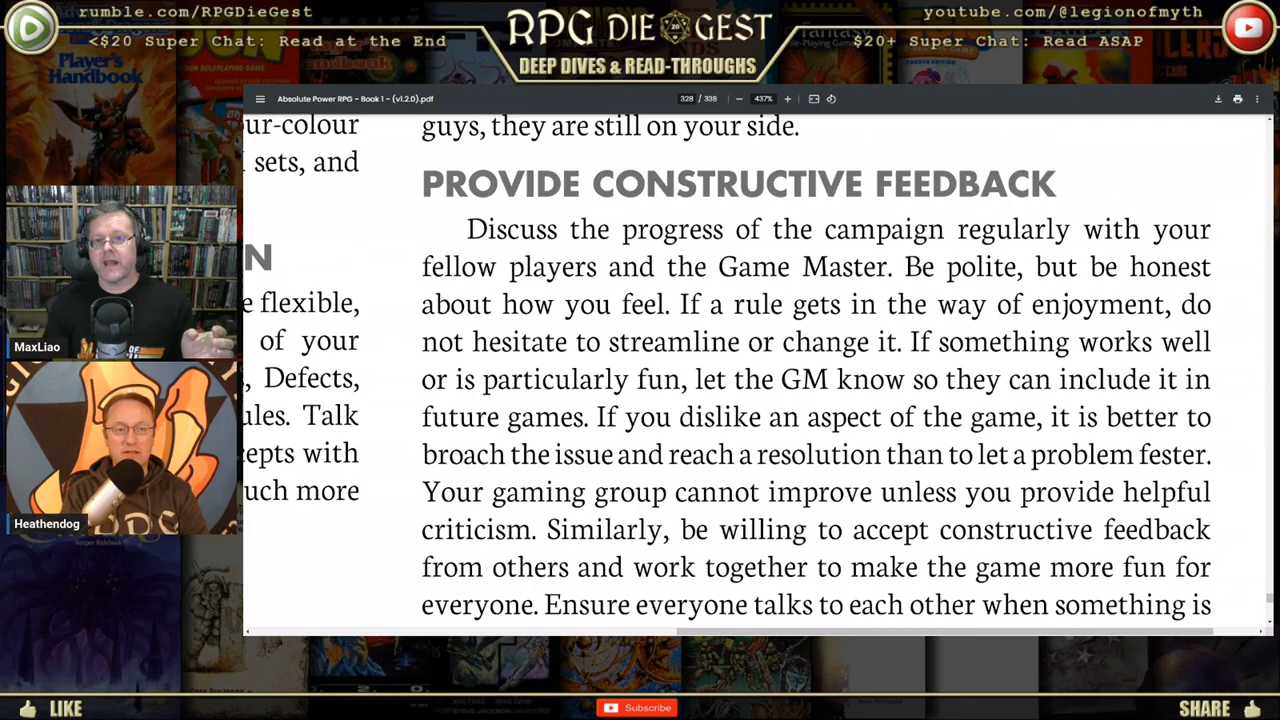 rumble.com/RPGDieGest
<$20 Super Chat: Read at the End
RPG DIE GEST
DEEP DIVES & READ-THROUGHS
youtube.com/@legionofmyth
$20+ Super Chat: Read ASAP
Player's
Handbook
Absolute Power RPG - Book 1 - (v1.2.0).pdf
328 / 338
437%
ur-colour
sets, and
N
e flexible,
of your
, Defects,
ules. Talk
cepts with
uch more
guys, they are still on your side.
PROVIDE CONSTRUCTIVE FEEDBACK
Discuss the progress of the campaign regularly with your
fellow players and the Game Master. Be polite, but be honest
about how you feel. If a rule gets in the way of enjoyment, do
not hesitate to streamline or change it. If something works well
or is particularly fun, let the GM know so they can include it in
future games. If you dislike an aspect of the game, it is better to
broach the issue and reach a resolution than to let a problem fester.
Your gaming group cannot improve unless you provide helpful
criticism. Similarly, be willing to accept constructive feedback
from others and work together to make the game more fun for
everyone. Ensure everyone talks to each other when something is
MaxLiao
Heathendog
LIKE
Subscribe
SHARE